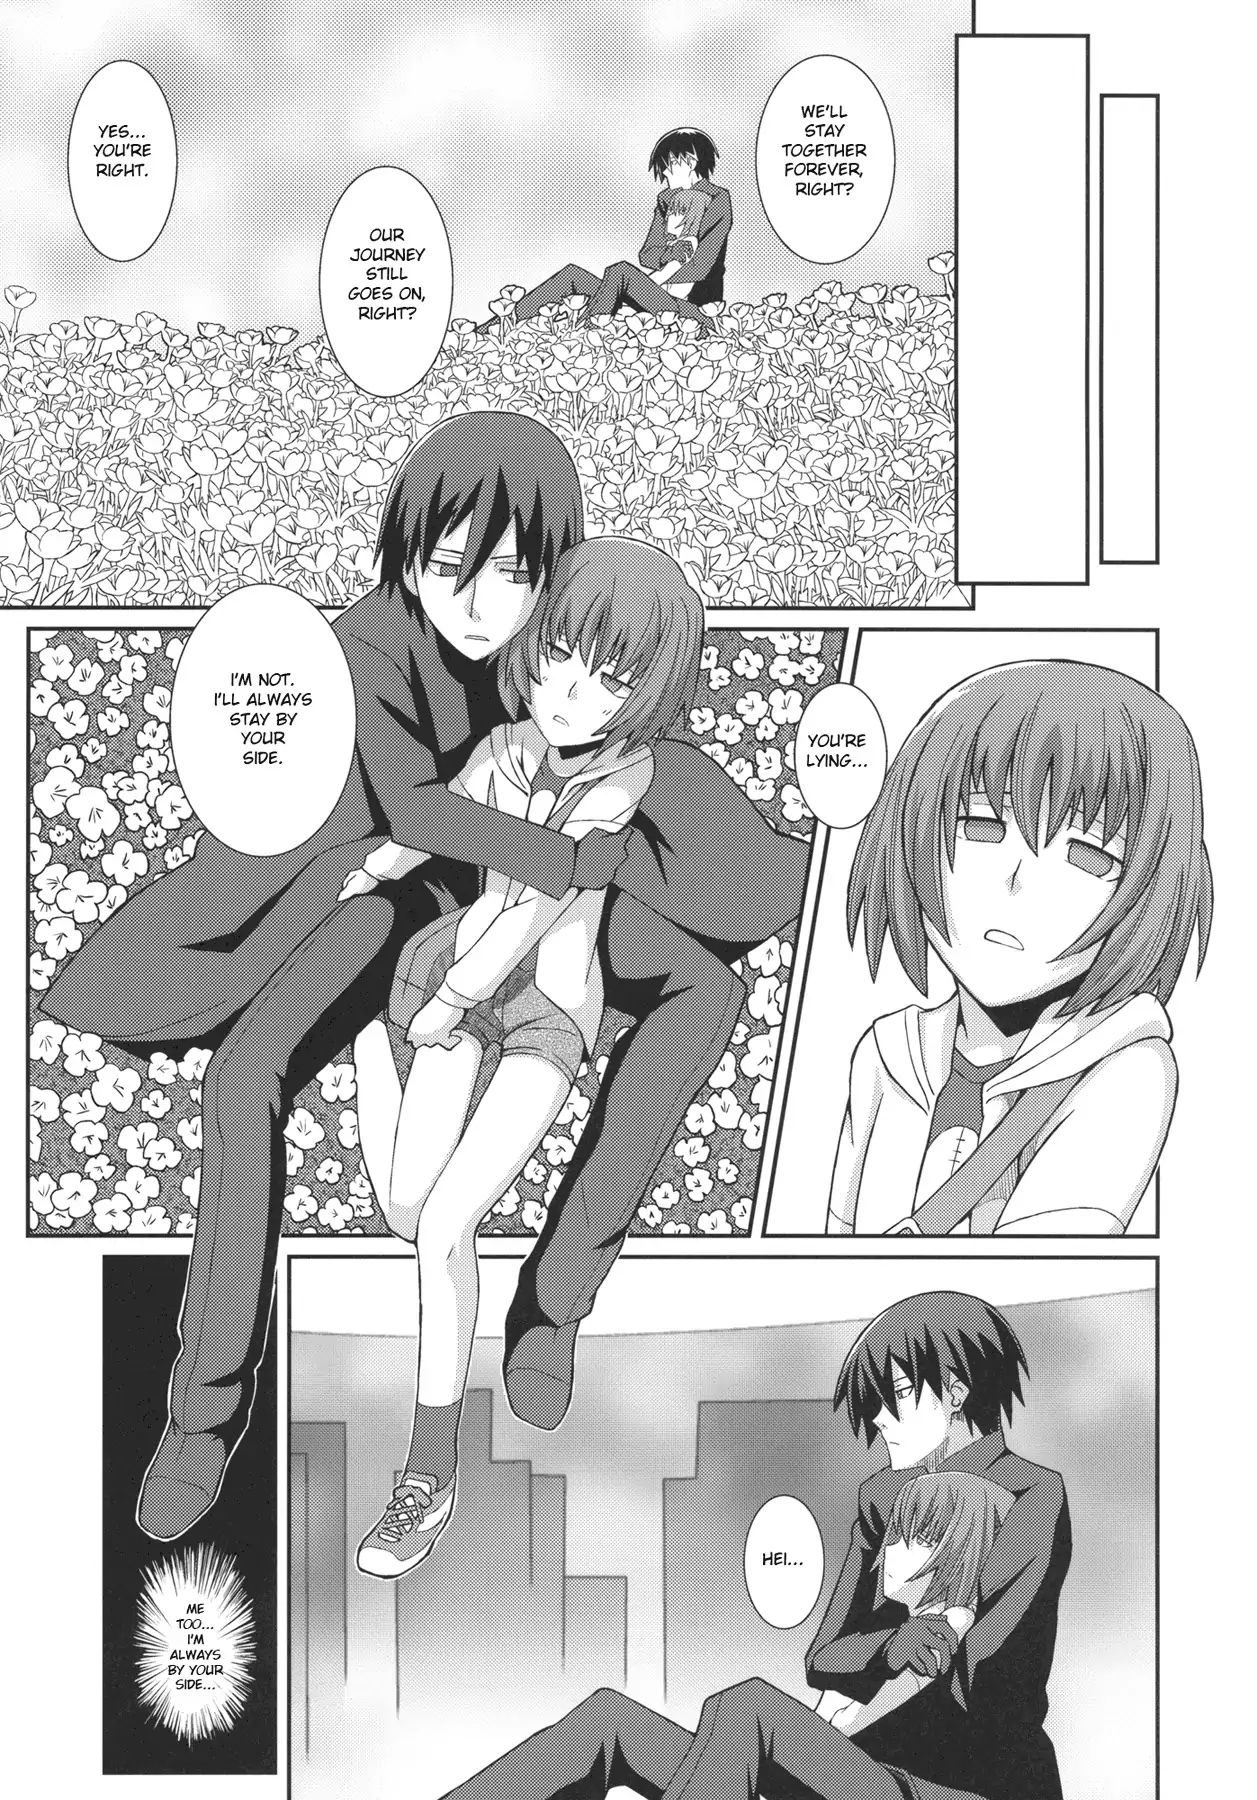 WE'LL
STAY
TOGETHER
FOREVER,
RIGHT?
OUR
JOURNEY
STILL
GOES ON,
RIGHT?
YES...
YOU'RE
RIGHT.
YOU'RE
LYING...
I'M NOT.
I'LL ALWAYS
STAY BY
YOUR
SIDE.
HEI...
ME
TOO...
I'M
ALWAYS
BY YOUR
SIDE...